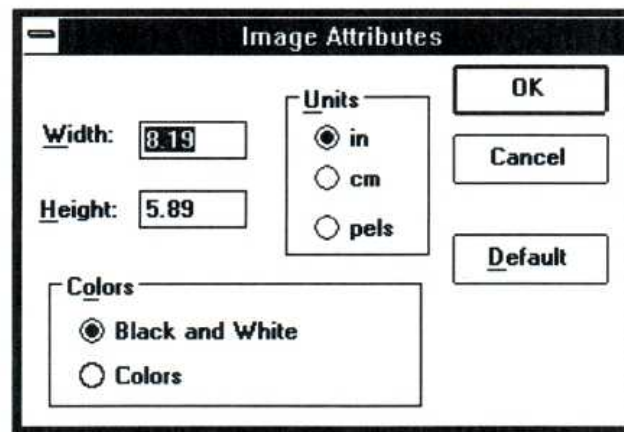 Image Attributes
Width: 8.19
Height: 5.89
Units
in
cm
pels
OK
Cancel
Default
Colors
Black and White
Colors